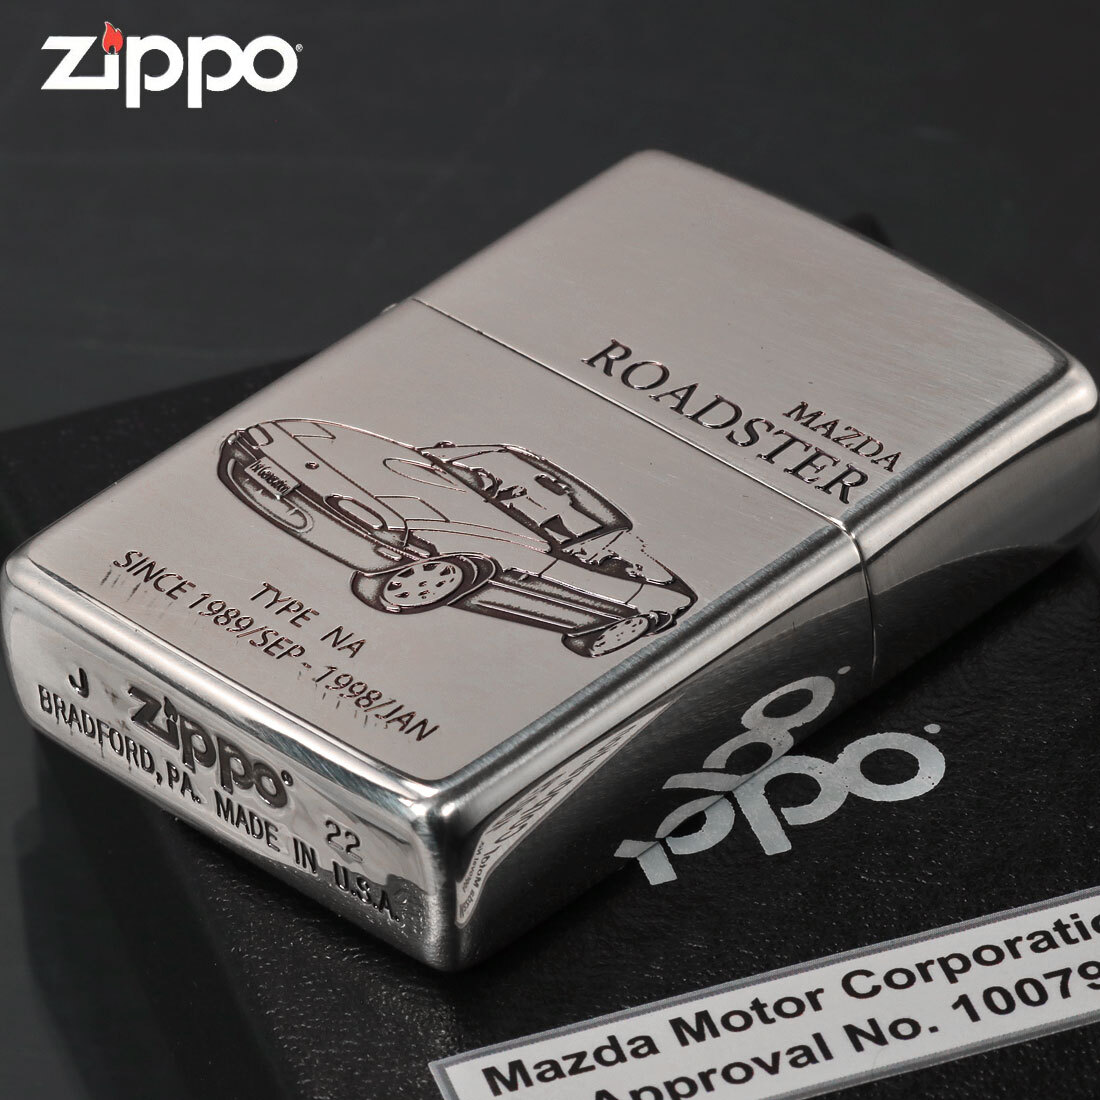 zippo
MAZDA
ROADSTER
TYPE NA
SINCE 1989/SEP - 1998/JAN
J zippo 22
BRADFORD, PA. MADE IN U.S.A.
ippo
Mazda Motor Corporatio
Approval No. 10079